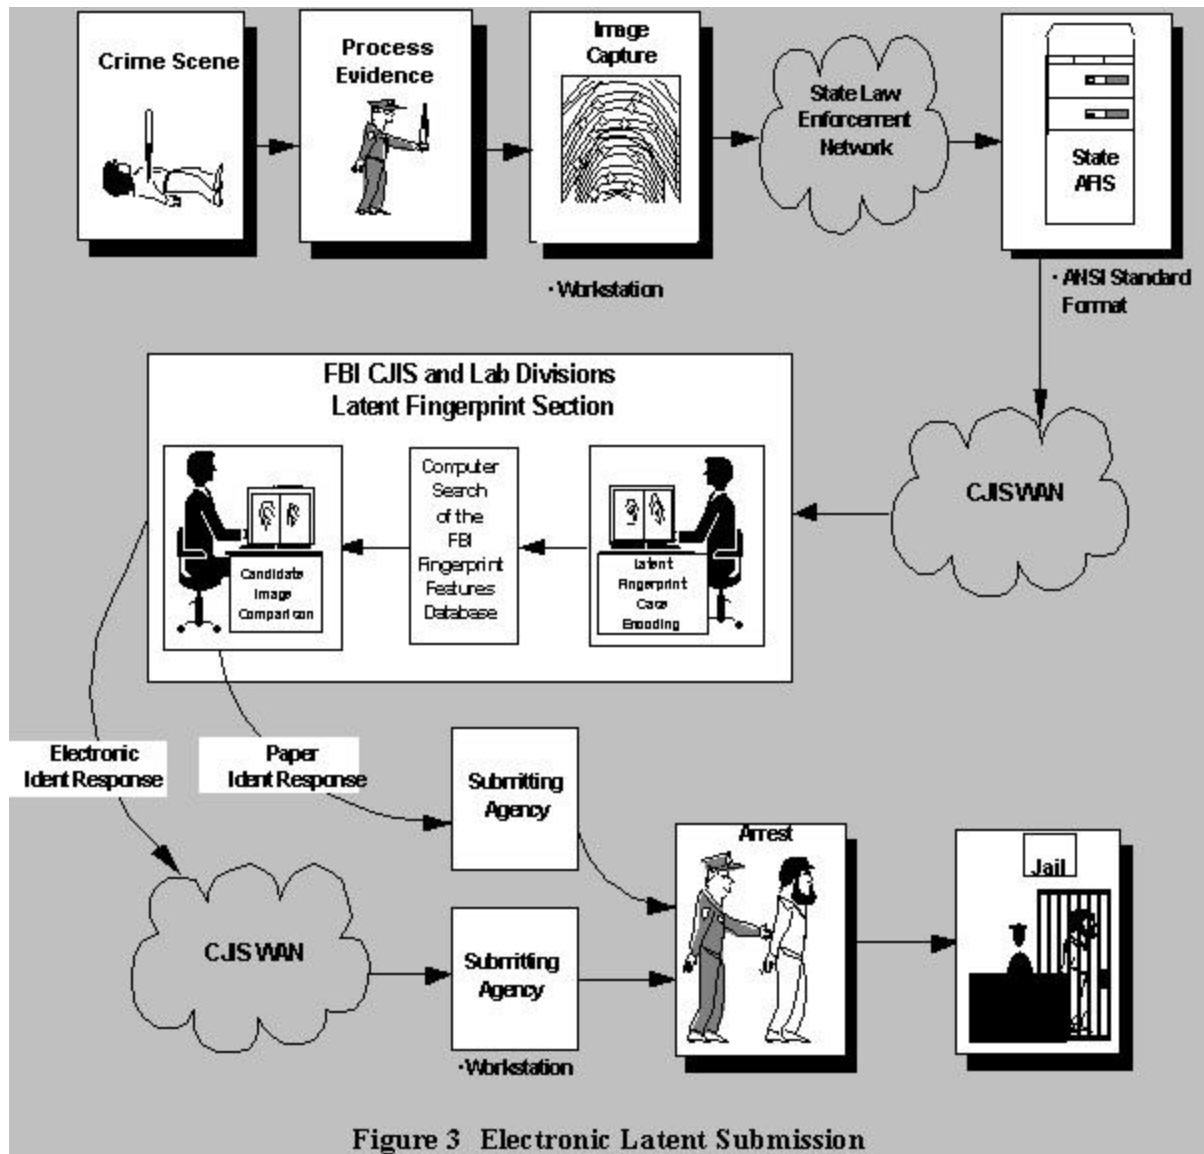 Crime Scene
Process
Evidence
Image
Capture
State Law
Enforcement
Network
State
AFIS
· Workstation
· ANSI Standard
Format
FBI CJIS and Lab Divisions
Latent Fingerprint Section
CJIS WAN
Candidate
Image
Comparison
Computer
Search
of the
FBI
Fingerprint
Features
Database
Latent
Fingerprint
Case
Encoding
Electronic
Ident Response
Paper
Ident Response
Submitting
Agency
Arrest
Jail
CJIS WAN
Submitting
Agency
· Workstation
Figure 3 Electronic Latent Submission